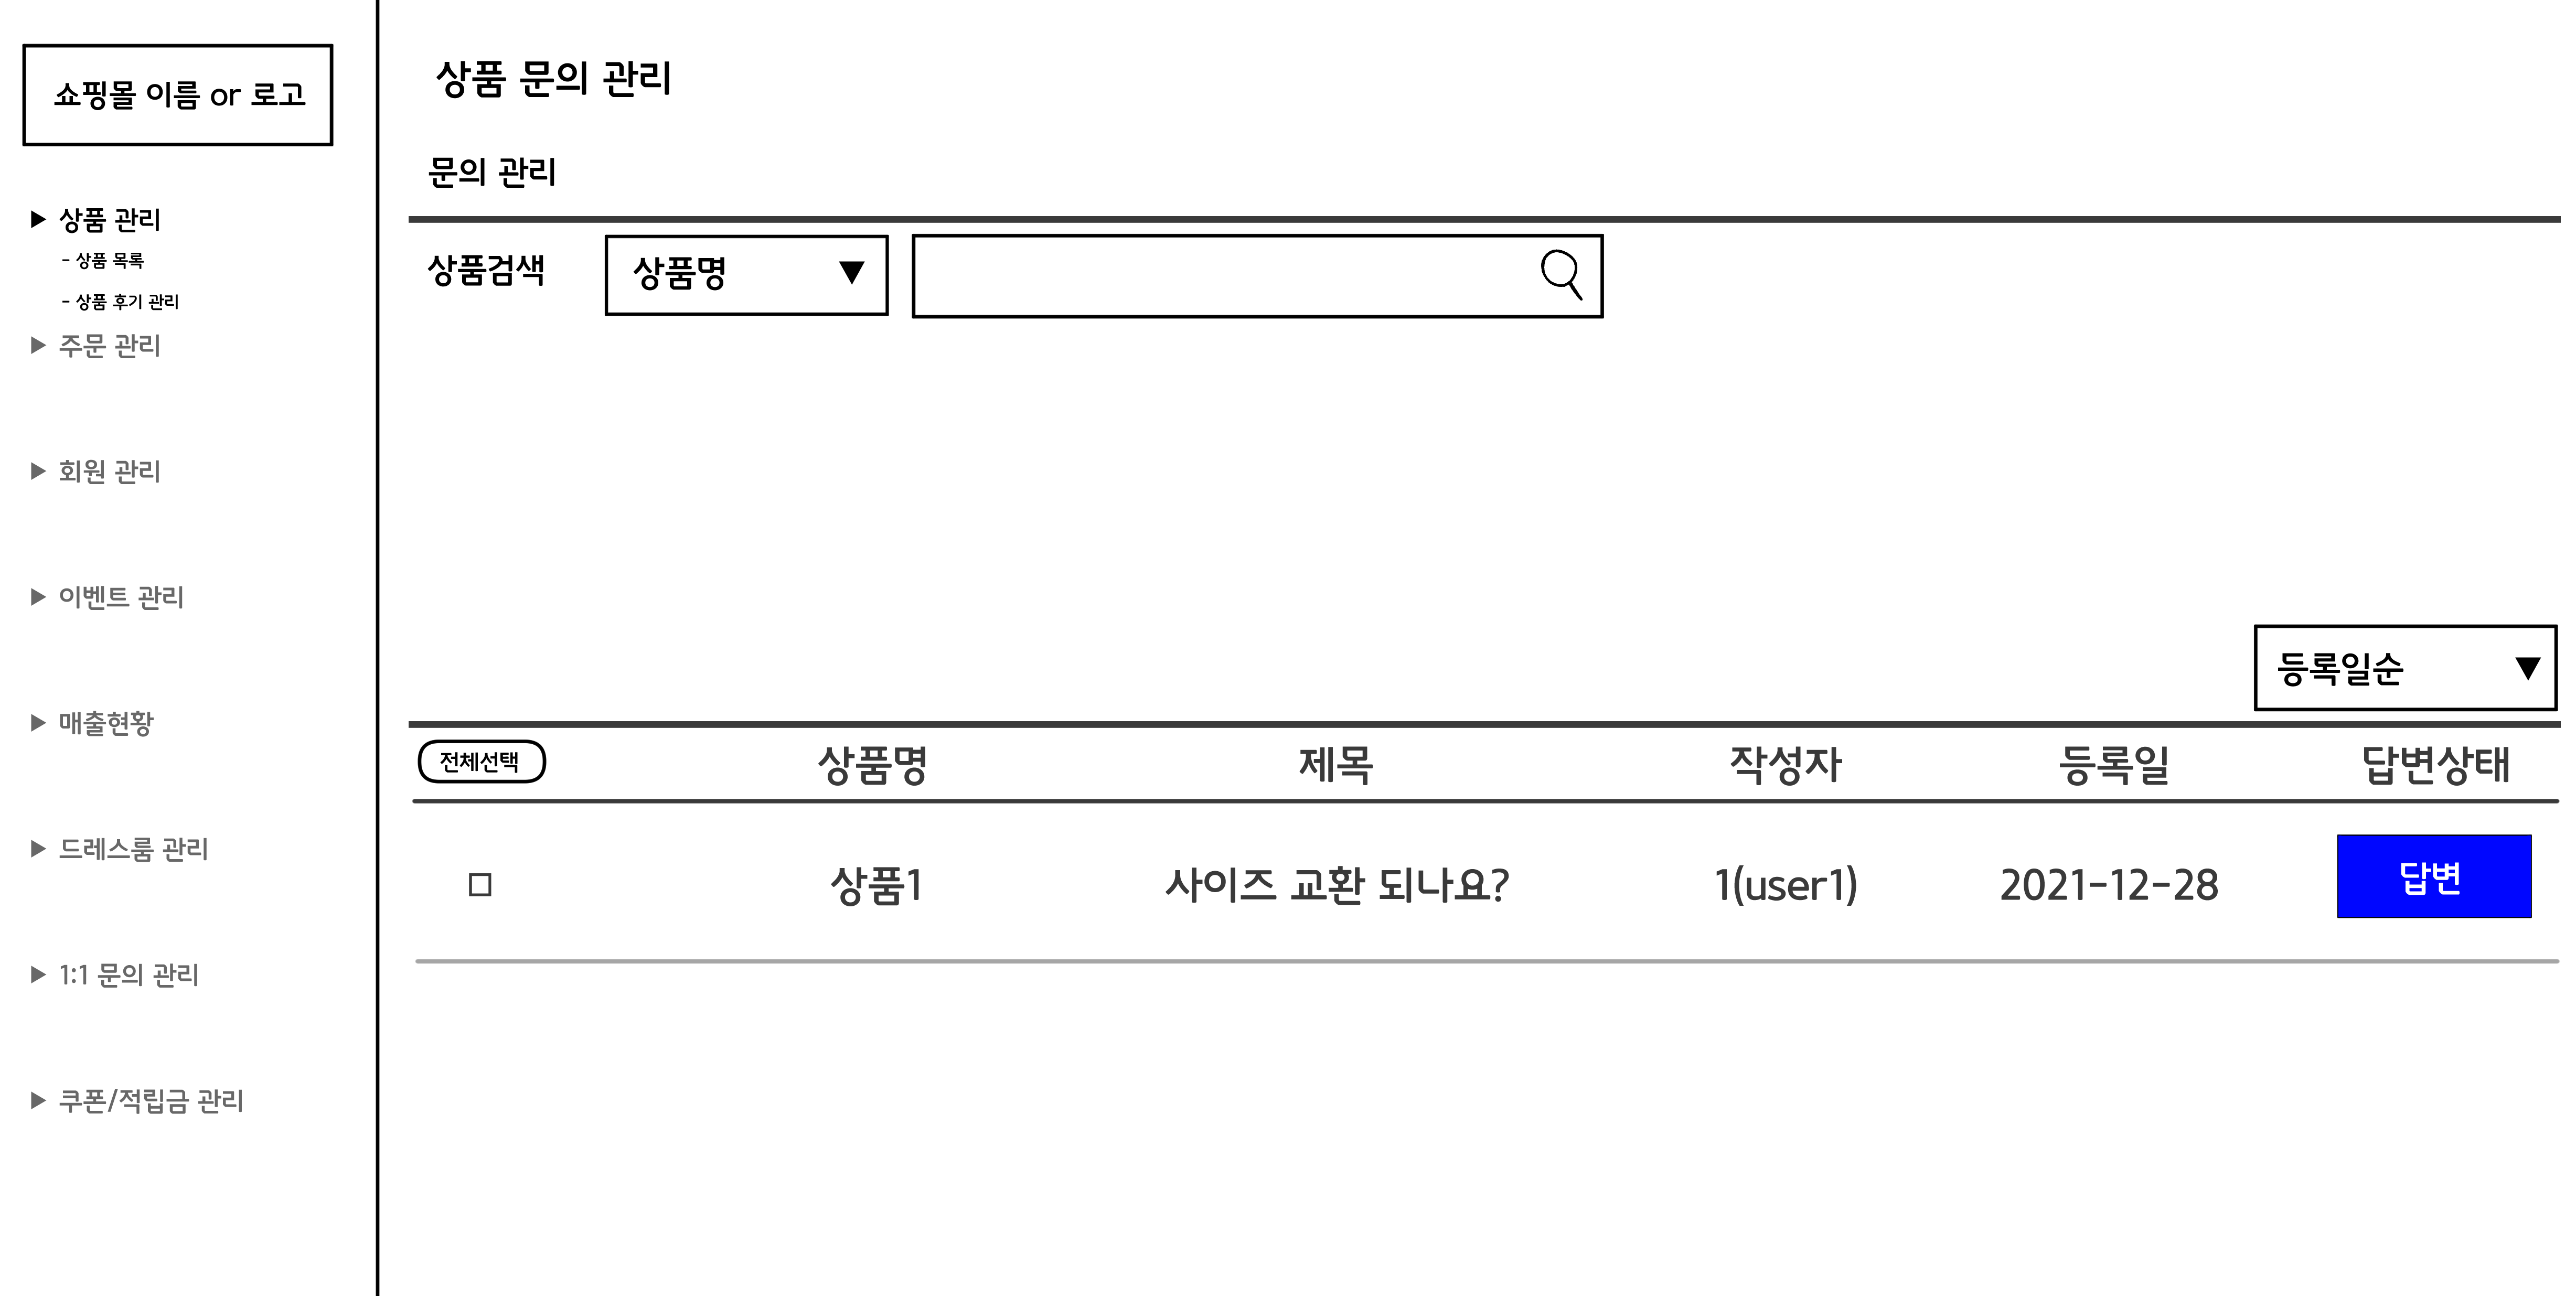 쇼핑몰 이름 or 로고
▶ 상품 관리
- 상품 목록
- 상품 후기 관리
▶ 주문 관리
▶ 회원 관리
▶ 이벤트 관리
▶ 매출현황
▶ 드레스룸 관리
▶ 1:1 문의 관리
▶ 쿠폰/적립금 관리
상품 문의 관리
문의 관리
상품검색 상품명 ▼
등록일순 ▼
전체선택 상품명 제목 작성자 등록일 답변상태
□ 상품1 사이즈 교환 되나요? 1(user1) 2021-12-28 답변